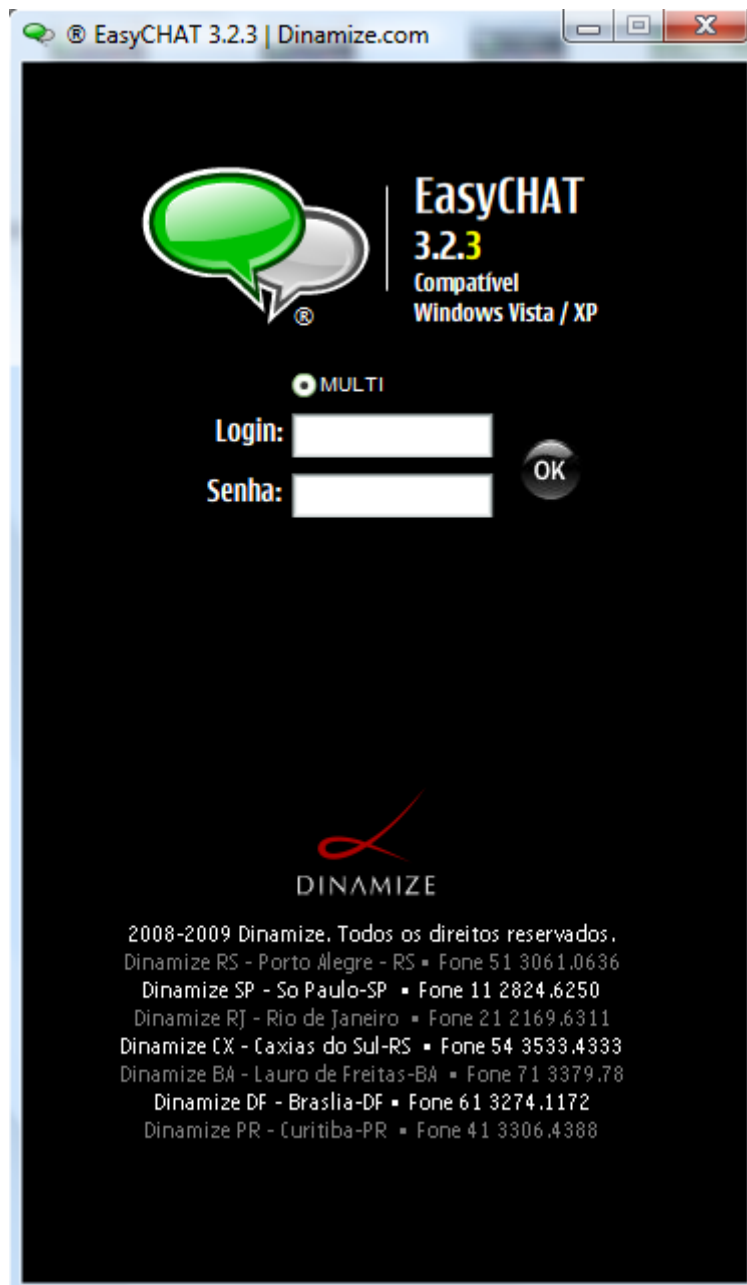 ® EasyCHAT 3.2.3 | Dinamize.com
EasyCHAT
3.2.3
Compatível
Windows Vista / XP
®
MULTI
Login:
OK
Senha:
DINAMIZE
2008-2009 Dinamize. Todos os direitos reservados.
Dinamize RS - Porto Alegre - RS ▪ Fone 51 3061.0636
Dinamize SP - So Paulo-SP ▪ Fone 11 2824.6250
Dinamize RJ - Rio de Janeiro ▪ Fone 21 2169.6311
Dinamize CX - Caxias do Sul-RS ▪ Fone 54 3533.4333
Dinamize BA - Lauro de Freitas-BA ▪ Fone 71 3379.78
Dinamize DF - Braslia-DF ▪ Fone 61 3274.1172
Dinamize PR - Curitiba-PR ▪ Fone 41 3306.4388